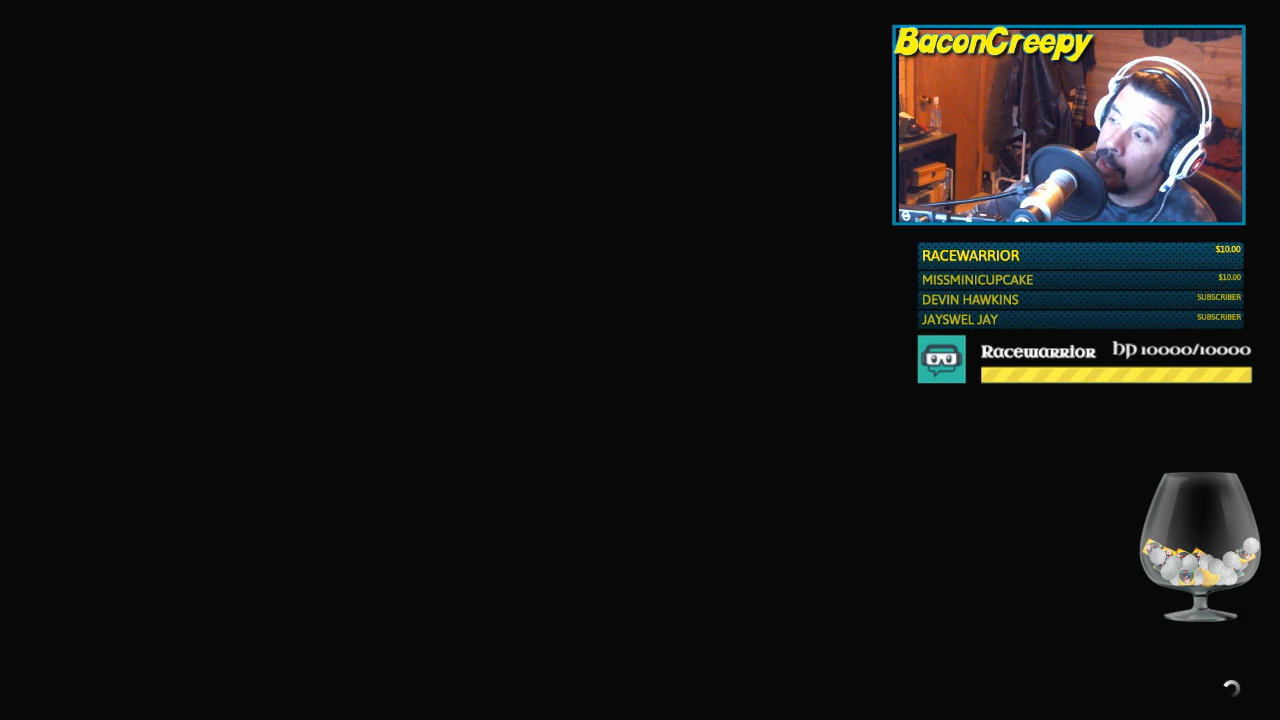 BaconCreepy
RACEWARRIOR $10.00
MISSMINICUPCAKE $10.00
DEVIN HAWKINS SUBSCRIBER
JAYSWEL JAY SUBSCRIBER
Racewarrior hp 10000/10000